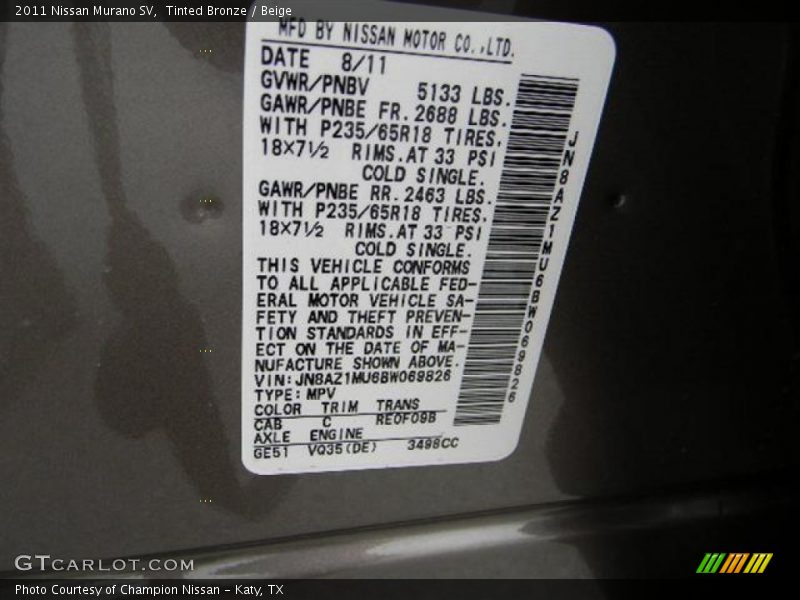 2011 Nissan Murano SV,  Tinted Bronze / Beige
MFD BY NISSAN MOTOR CO.,LTD.
DATE 8/11
GVWR/PNBV 5133 LBS.
GAWR/PNBE FR. 2688 LBS.
WITH P235/65R18 TIRES.
18×7½ RIMS. AT 33 PSI
COLD SINGLE.
GAWR/PNBE RR. 2463 LBS.
WITH P235/65R18 TIRES.
18×7½ RIMS. AT 33 PSI
COLD SINGLE.
THIS VEHICLE CONFORMS
TO ALL APPLICABLE FED-
ERAL MOTOR VEHICLE SA-
FETY AND THEFT PREVEN-
TION STANDARDS IN EFF-
ECT ON THE DATE OF MA-
NUFACTURE SHOWN ABOVE.
VIN: JN8AZ1MU6BW069826
TYPE: MPV
COLOR TRIM TRANS
CAB C RE0F09B
AXLE ENGINE
GE51 VQ35(DE) 3498CC
JN8AZ1MU6BW069826
GTCARLOT.COM
Photo Courtesy of Champion Nissan - Katy, TX